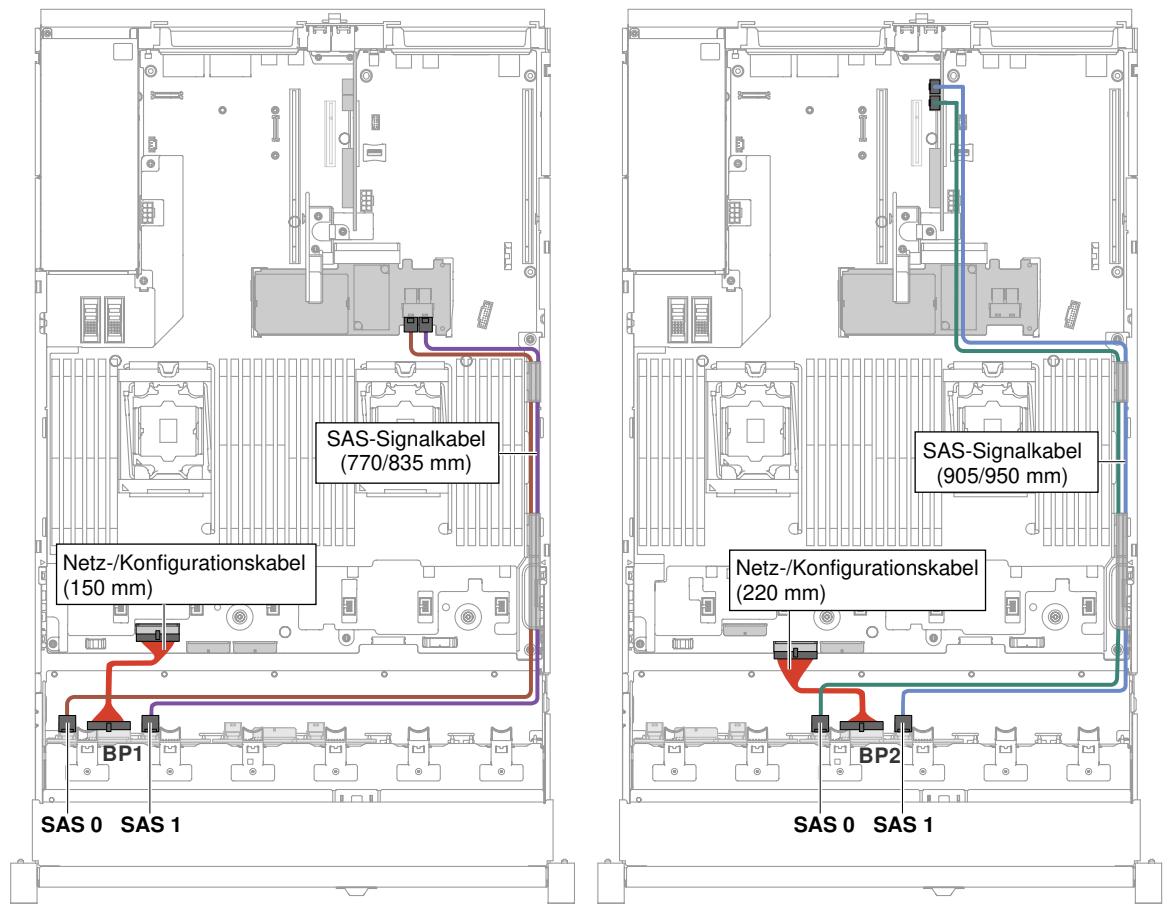 SAS-Signalkabel
(770/835 mm)
Netz-/Konfigurationskabel
(150 mm)
BP1
SAS 0
SAS 1
SAS-Signalkabel
(905/950 mm)
Netz-/Konfigurationskabel
(220 mm)
BP2
SAS 0
SAS 1